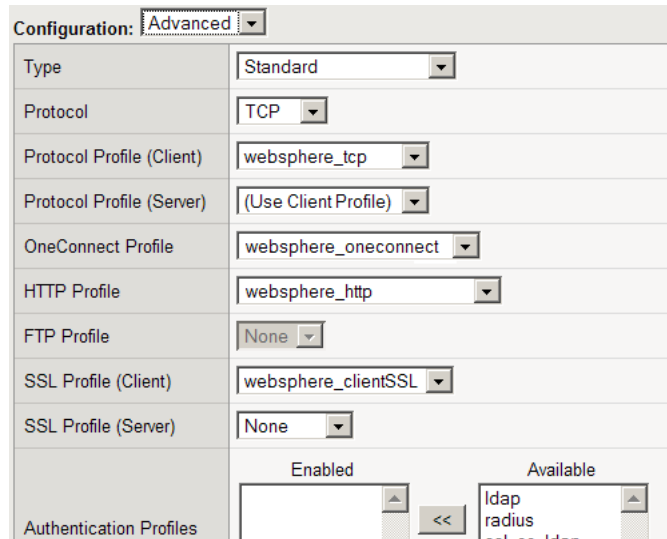 Configuration: Advanced
Type Standard
Protocol TCP
Protocol Profile (Client) websphere_tcp
Protocol Profile (Server) (Use Client Profile)
OneConnect Profile websphere_oneconnect
HTTP Profile websphere_http
FTP Profile None
SSL Profile (Client) websphere_clientSSL
SSL Profile (Server) None
Enabled Available
ldap
<< radius
Authentication Profiles